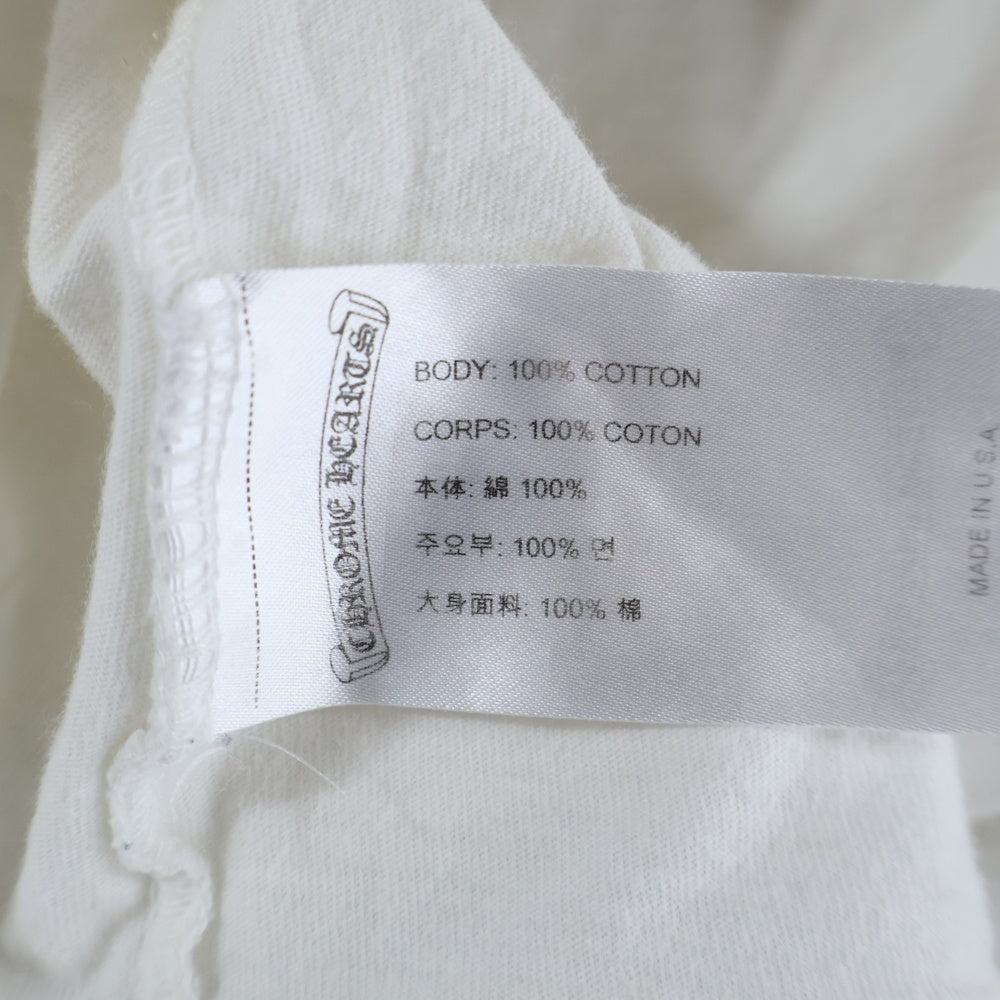 CHROME HEARTS
BODY: 100% COTTON
CORPS: 100% COTON
本体: 綿 100%
주요부: 100% 면
大身面料: 100% 棉
MADE IN U.S.A.